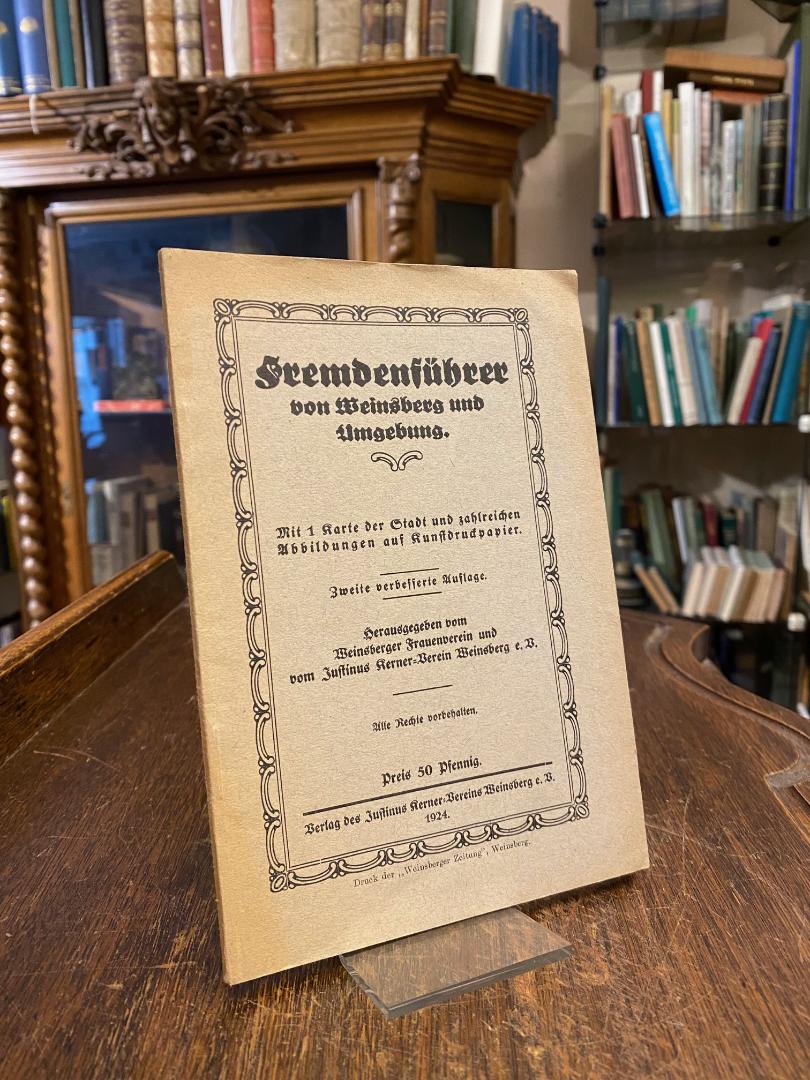 Fremdenführer
von Weinsberg und
Umgebung.
Mit 1 Karte der Stadt und zahlreichen
Abbildungen auf Kunstdruckpapier.
Zweite verbesserte Auflage.
Herausgegeben vom
Weinsberger Frauenverein und
vom Justinus Kerner-Verein Weinsberg e. V.
Alle Rechte vorbehalten.
Preis 50 Pfennig.
Verlag des Justinus Kerner-Vereins Weinsberg e. V.
1924.
Druck der „Weinsberger Zeitung", Weinsberg.